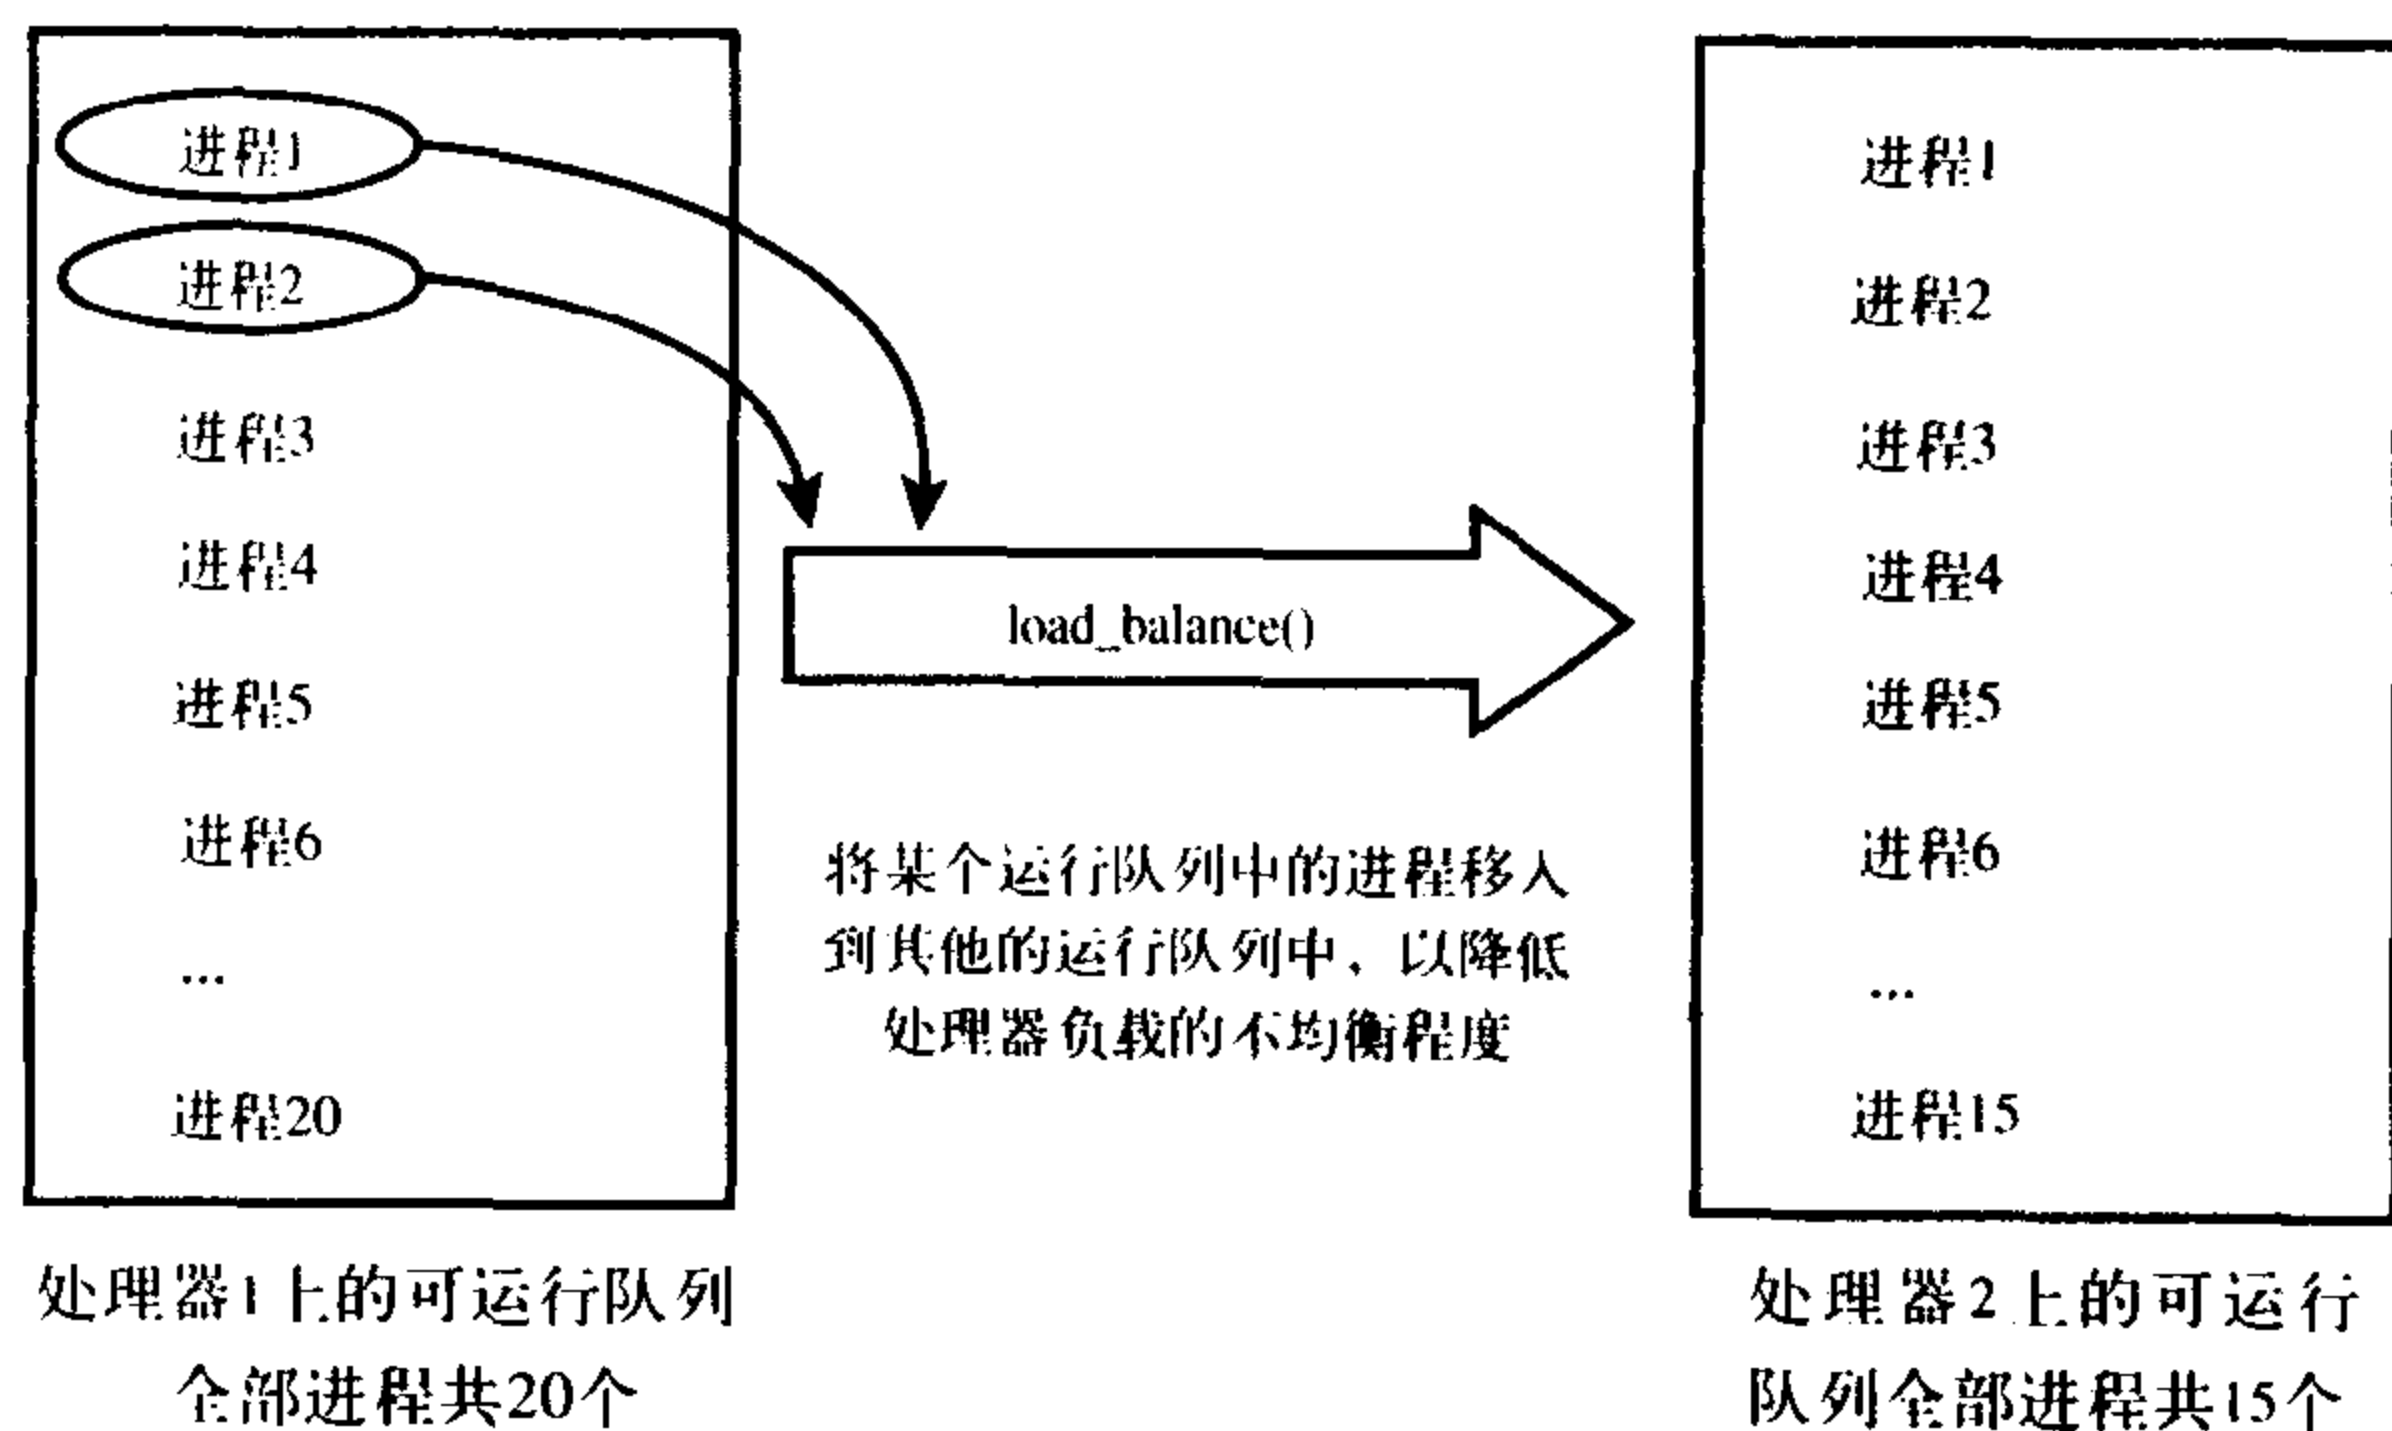 进程1
进程2
进程3
进程4
进程5
进程6
...
进程20
处理器1上的可运行队列
全部进程共20个
load_balance()
将某个运行队列中的进程移入
到其他的运行队列中、以降低
处理器负载的不均衡程度
进程1
进程2
进程3
进程4
进程5
进程6
...
进程15
处理器2上的可运行
队列全部进程共15个